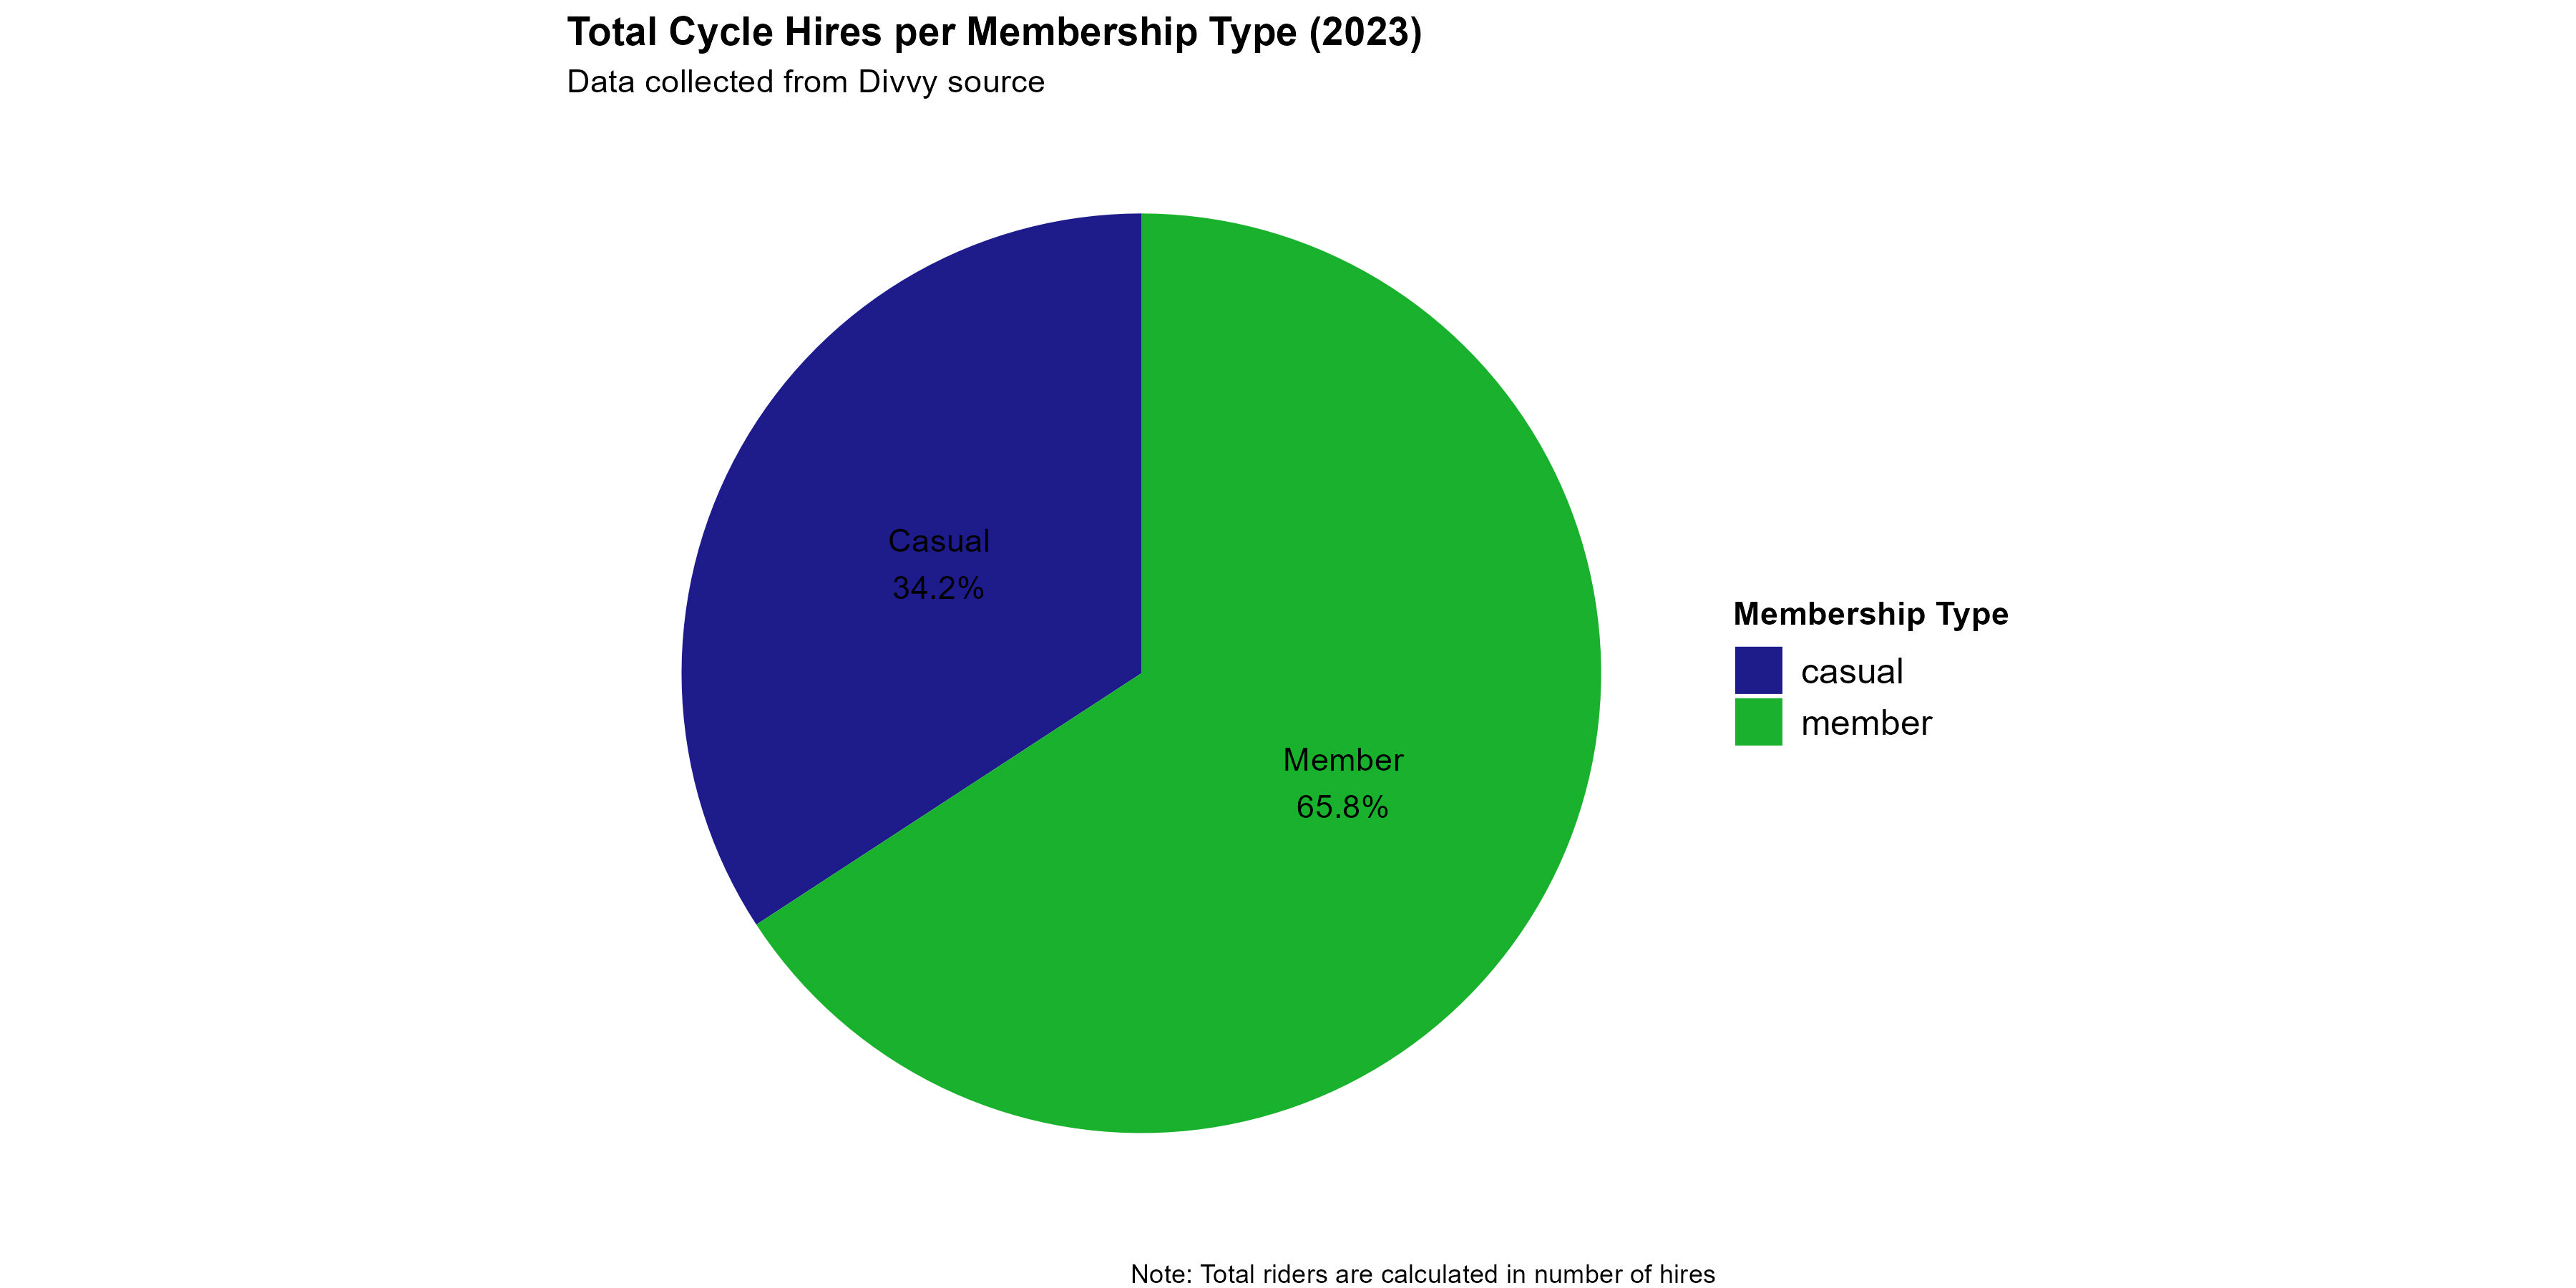 Total Cycle Hires per Membership Type (2023)
Data collected from Divvy source
Casual
34.2%
Member
65.8%
Membership Type
casual
member
Note: Total riders are calculated in number of hires